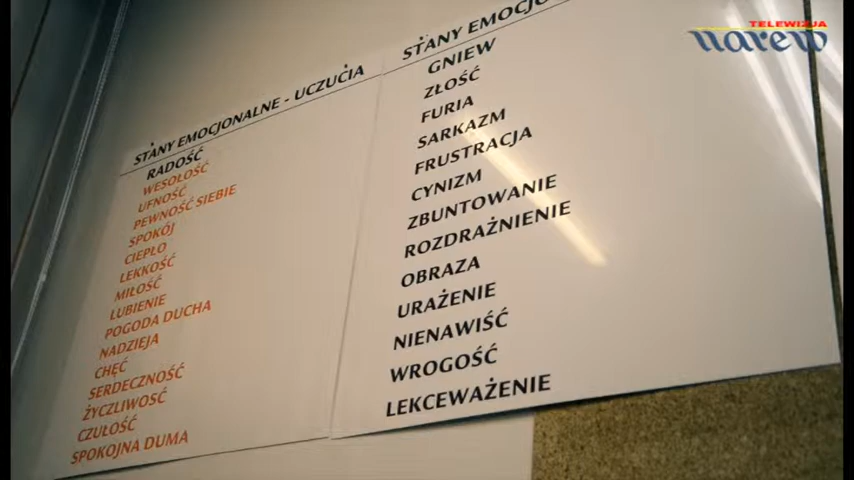 TELEWIZJA
narew
STANY EMOCJONALNE - UCZUCIA
RADOŚĆ
WESOŁOŚĆ
UFNOŚĆ
PEWNOŚĆ SIEBIE
SPOKÓJ
CIEPŁO
LEKKOŚĆ
MIŁOŚĆ
LUBIENIE
POGODA DUCHA
NADZIEJA
CHĘĆ
SERDECZNOŚĆ
ŻYCZLIWOŚĆ
CZUŁOŚĆ
SPOKOJNA DUMA
STANY
GNIEW
ZŁOŚĆ
FURIA
SARKAZM
FRUSTRACJA
CYNIZM
ZBUNTOWANIE
ROZDRAŻNIENIE
OBRAZA
URAŻENIE
NIENAWIŚĆ
WROGOŚĆ
LEKCEWAŻENIE